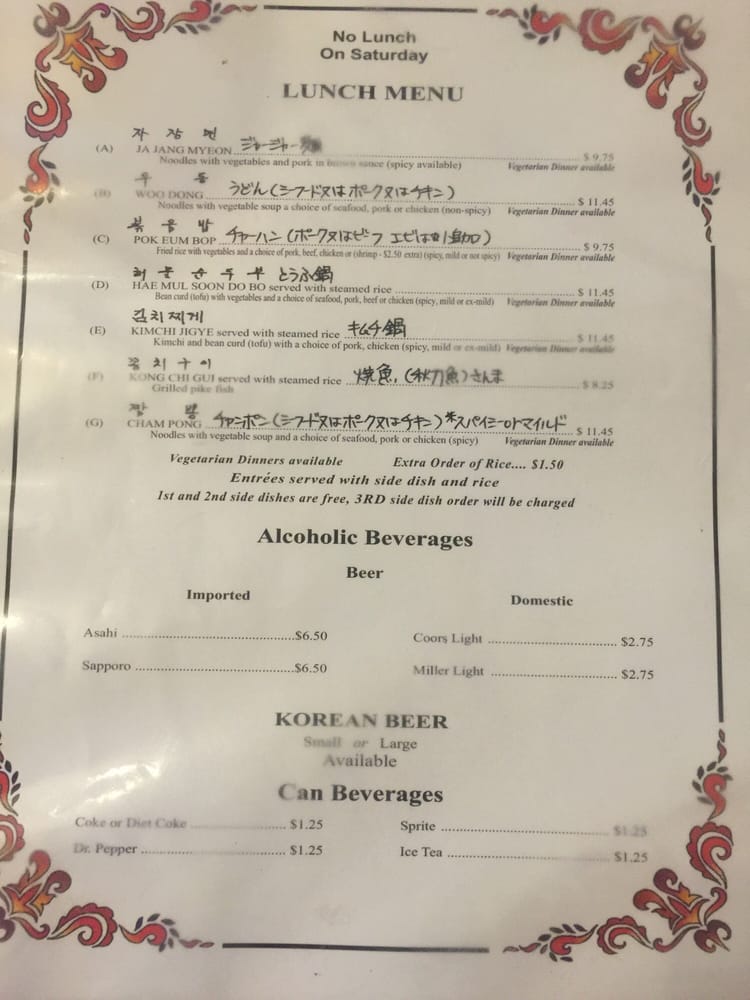 No Lunch
On Saturday
LUNCH MENU
자 장 면
(A) JA JANG MYEON ジャージャー麺 $ 9.75
Noodles with vegetables and pork in brown sauce (spicy available) Vegetarian Dinner available
우 동
(B) WOO DONG うどん(シーフード又はポーク又はチキン) $ 11.45
Noodles with vegetable soup a choice of seafood, pork or chicken (non-spicy) Vegetarian Dinner available
볶 음 밥
(C) POK EUM BOP チャーハン(ポーク又はビーフ エビは別追加) $ 9.75
Fried rice with vegetables and a choice of pork, beef, chicken or (shrimp - $2.50 extra) (spicy, mild or not spicy) Vegetarian Dinner available
해 물 순 두 부 とうふ鍋
(D) HAE MUL SOON DO BO served with steamed rice $ 11.45
Bean curd (tofu) with vegetables and a choice of seafood, pork, beef or chicken (spicy, mild or ex-mild) Vegetarian Dinner available
김치찌게
(E) KIMCHI JIGYE served with steamed rice キムチ鍋 $ 11.45
Kimchi and bean curd (tofu) with a choice of pork, chicken (spicy, mild or ex-mild) Vegetarian Dinner available
꽁 치 구 이
(F) KONG CHI GUI served with steamed rice 焼魚,(秋刀魚)さんま $ 8.25
Grilled pike fish
짬 뽕
(G) CHAM PONG チャンポン(シーフード又はポーク又はチキン)*スパイシーorマイルド $ 11.45
Noodles with vegetable soup and a choice of seafood, pork or chicken (spicy) Vegetarian Dinner available
Vegetarian Dinners available Extra Order of Rice.... $1.50
Entrées served with side dish and rice
1st and 2nd side dishes are free, 3RD side dish order will be charged
Alcoholic Beverages
Beer
Imported Domestic
Asahi $6.50 Coors Light $2.75
Sapporo $6.50 Miller Light $2.75
KOREAN BEER
Small or Large
Available
Can Beverages
Coke or Diet Coke $1.25 Sprite $1.25
Dr. Pepper $1.25 Ice Tea $1.25